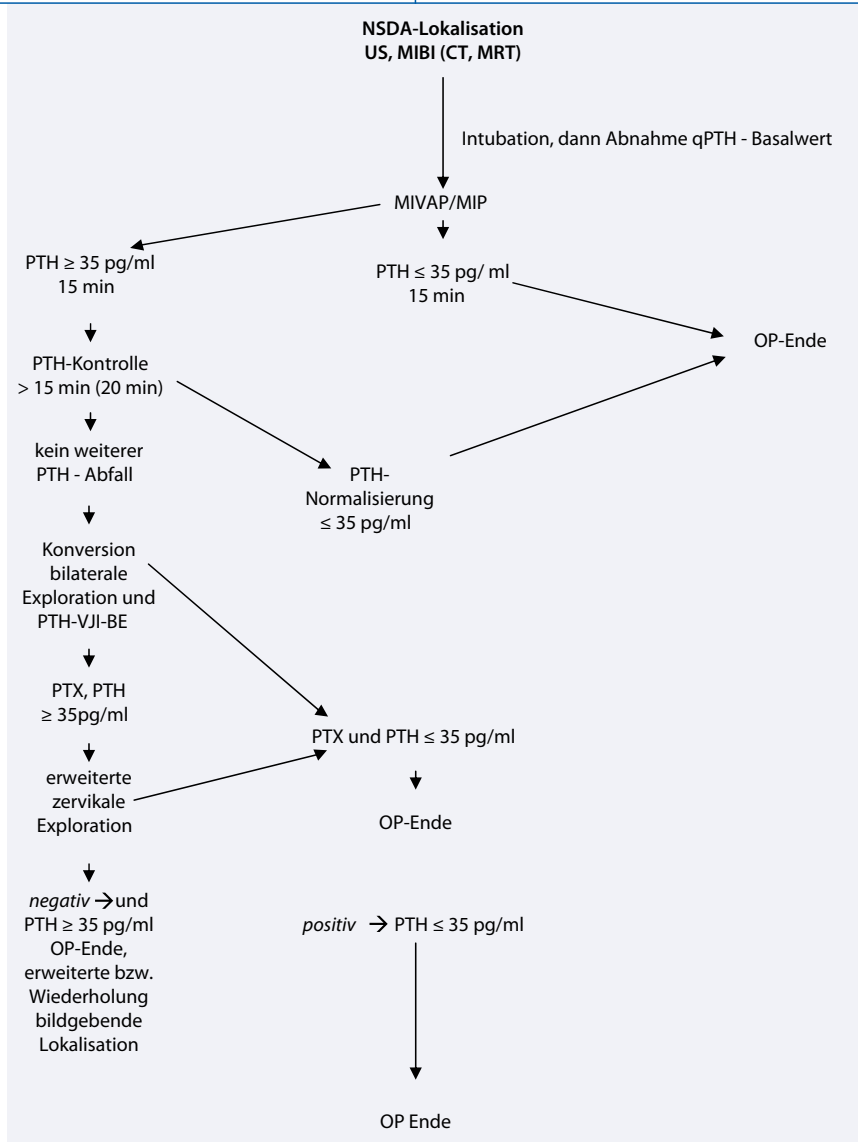 NSDA-Lokalisation
US, MIBI (CT, MRT)
Intubation, dann Abnahme qPTH - Basalwert
MIVAP/MIP
PTH ≥ 35 pg/ml
15 min
PTH ≤ 35 pg/ ml
15 min
OP-Ende
PTH-Kontrolle
> 15 min (20 min)
kein weiterer
PTH - Abfall
PTH-
Normalisierung
≤ 35 pg/ml
Konversion
bilaterale
Exploration und
PTH-VJI-BE
PTX, PTH
≥ 35pg/ml
PTX und PTH ≤ 35 pg/ml
erweiterte
zervikale
Exploration
OP-Ende
negativ → und
PTH ≥ 35 pg/ml
OP-Ende,
erweiterte bzw.
Wiederholung
bildgebende
Lokalisation
positiv → PTH ≤ 35 pg/ml
OP Ende